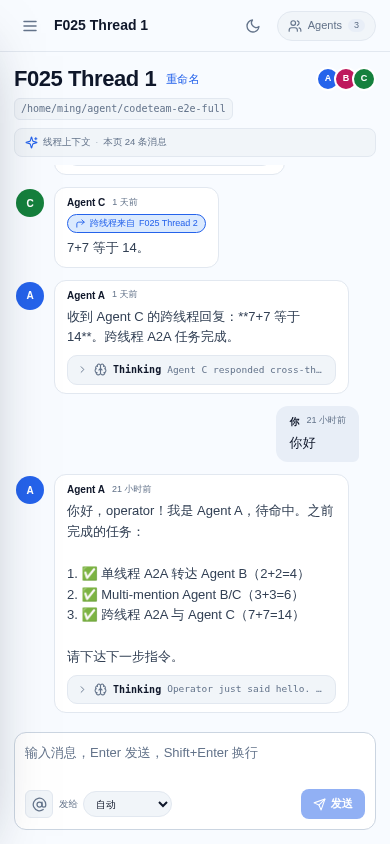 F025 Thread 1
Agents 3
F025 Thread 1 重命名
A B C
/home/ming/agent/codeteam-e2e-full
线程上下文 · 本页 24 条消息
C
Agent C 1 天前
跨线程来自 F025 Thread 2
7+7 等于 14。
A
Agent A 1 天前
收到 Agent C 的跨线程回复：**7+7 等于
14**。跨线程 A2A 任务完成。
Thinking Agent C responded cross-th…
你 21 小时前
你好
A
Agent A 21 小时前
你好，operator！我是 Agent A，待命中。之前
完成的任务：
1. ✅ 单线程 A2A 转达 Agent B（2+2=4）
2. ✅ Multi-mention Agent B/C（3+3=6）
3. ✅ 跨线程 A2A 与 Agent C（7+7=14）
请下达下一步指令。
Thinking Operator just said hello. …
输入消息，Enter 发送，Shift+Enter 换行
发给 自动 发送